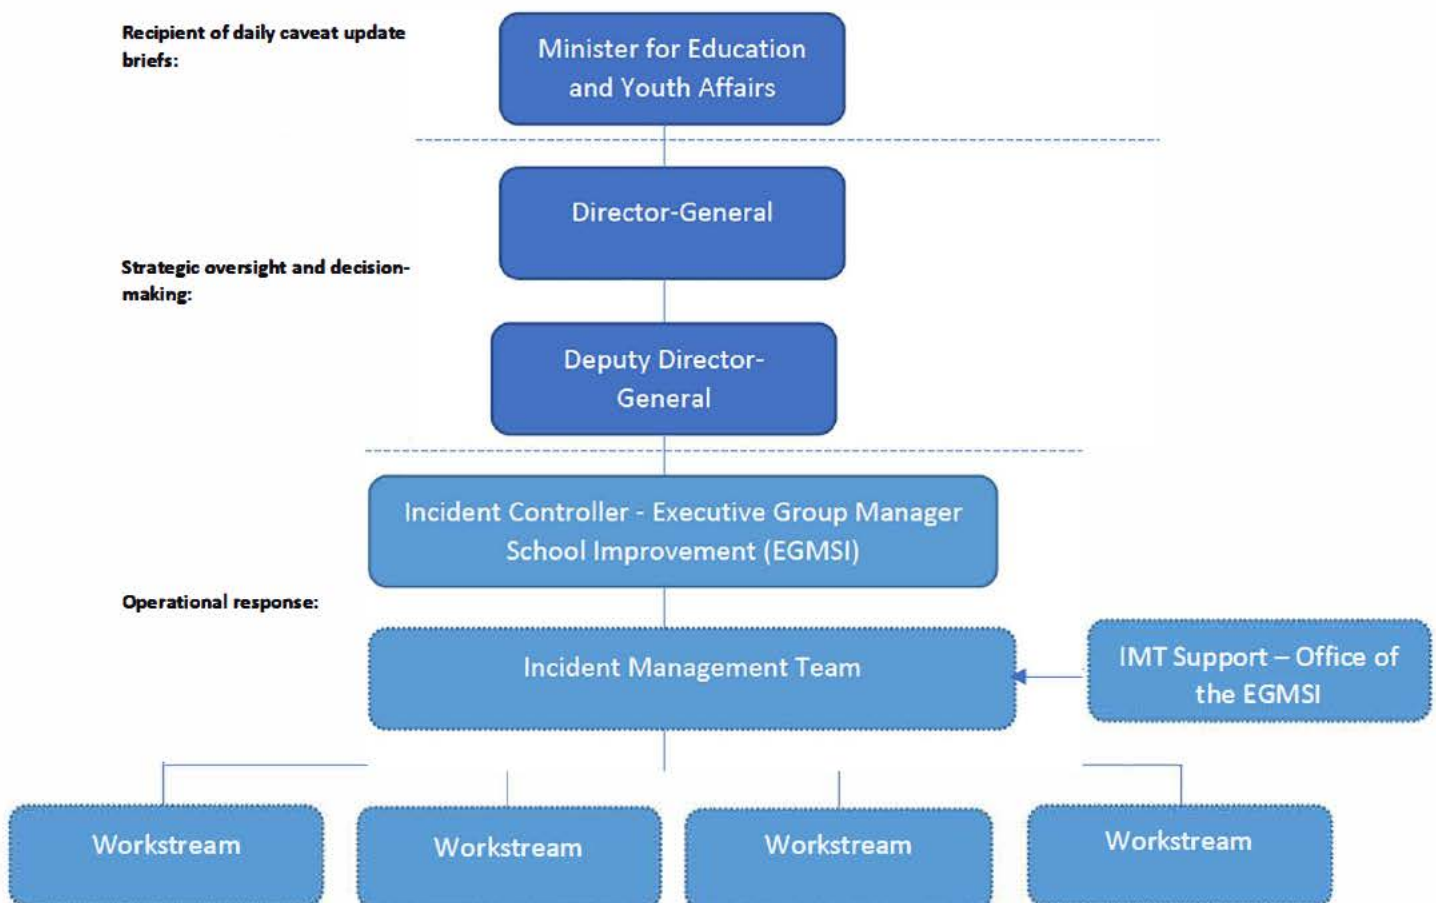 Recipient of daily caveat update
briefs:
Minister for Education
and Youth Affairs
Director-General
Strategic oversight and decision-
making:
Deputy Director-
General
Incident Controller - Executive Group Manager
School Improvement (EGMSI)
Operational response:
Incident Management Team
IMT Support – Office of
the EGMSI
Workstream
Workstream
Workstream
Workstream